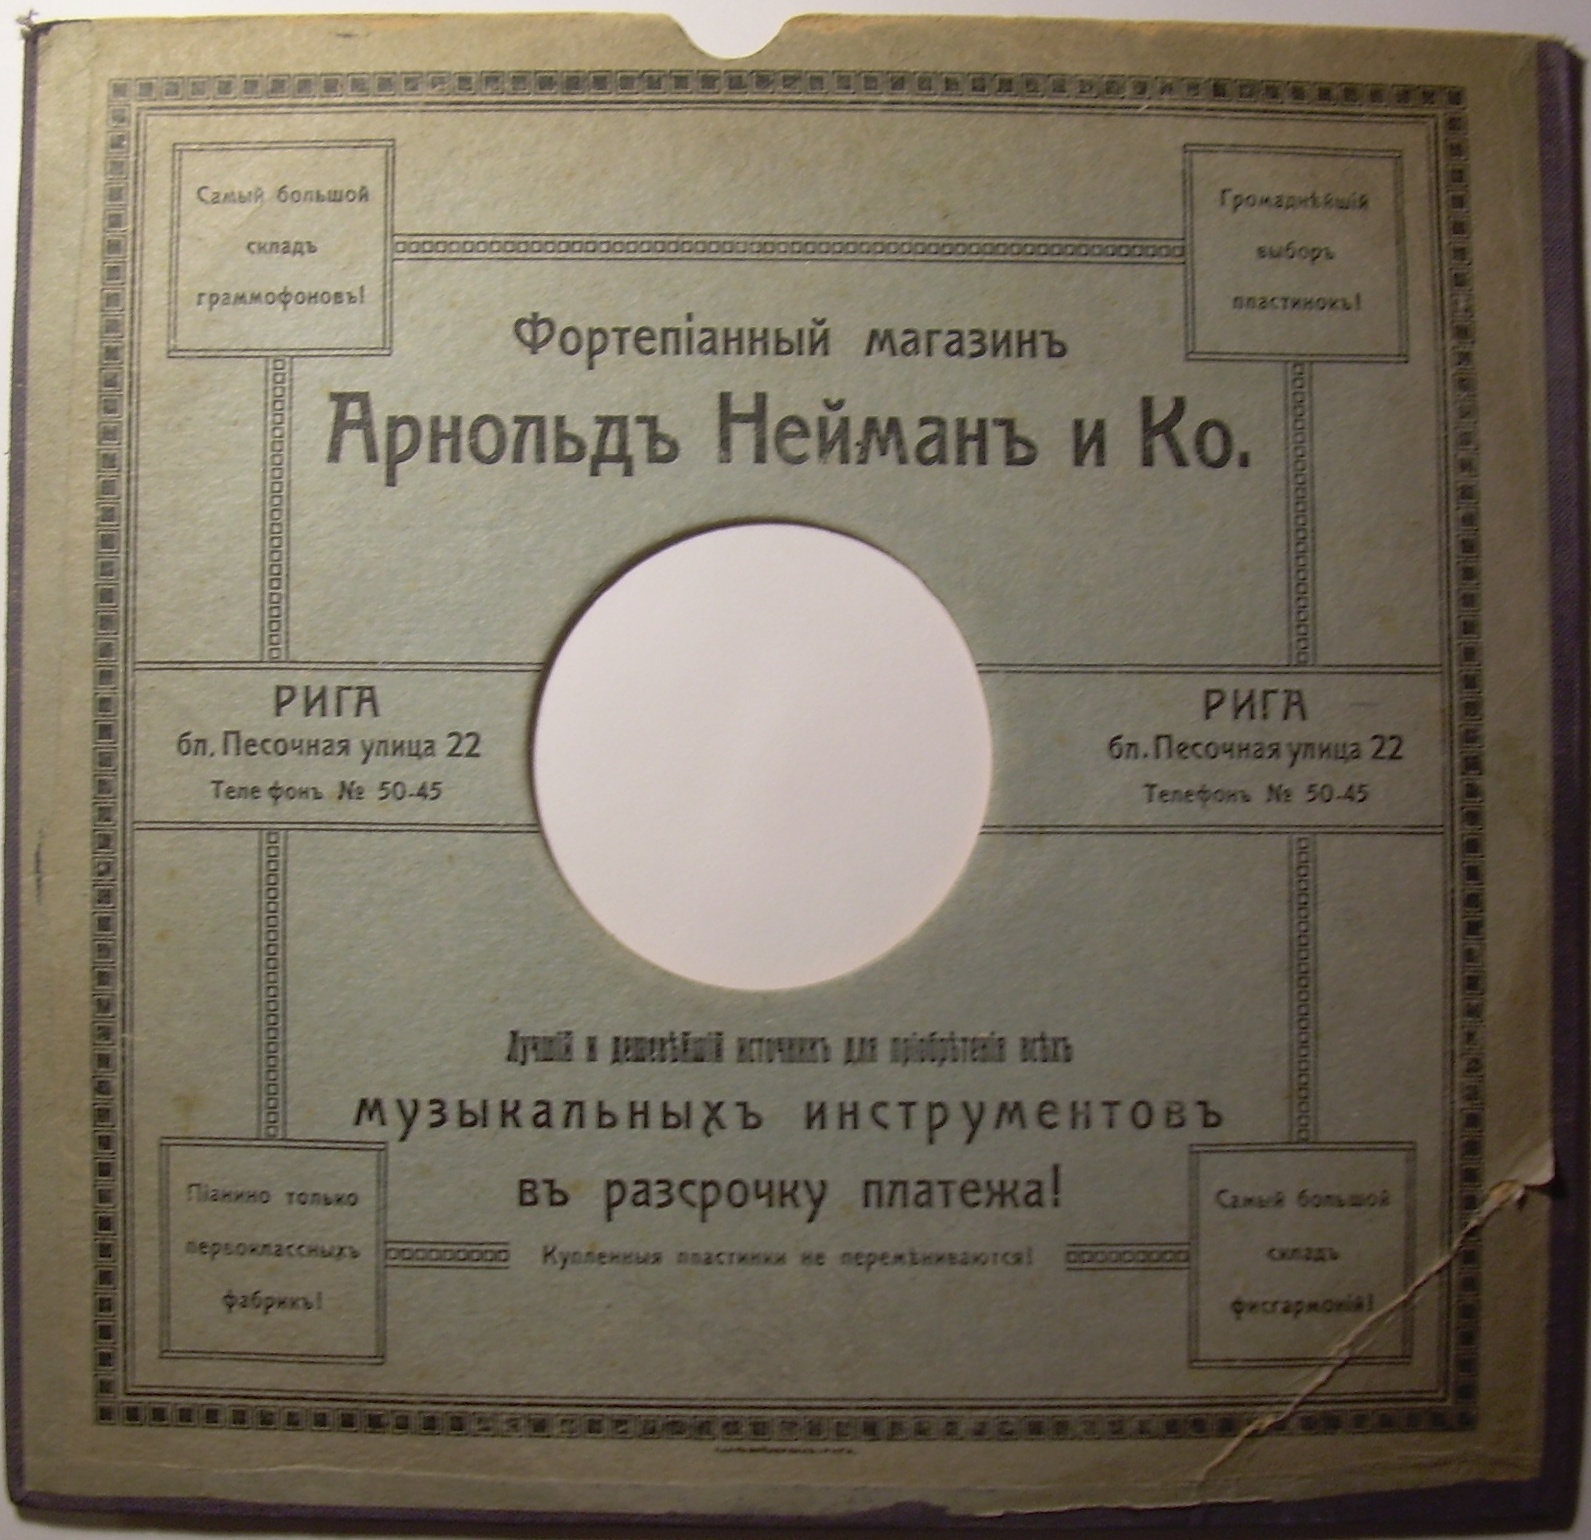 Самый большой
складъ
граммофоновъ!
Громаднѣйшій
выборъ
пластинокъ!
Фортепіанный магазинъ
Арнольдъ Нейманъ и Ко.
РИГА
бл. Песочная улица 22
Телефонъ № 50-45
РИГА
бл. Песочная улица 22
Телефонъ № 50-45
Лучшій и дешевѣйшій источникъ для пріобрѣтенія всѣхъ
музыкальныхъ инструментовъ
въ разсрочку платежа!
Купленныя пластинки не перемѣниваются!
Піанино только
первоклассныхъ
фабрикъ!
Самый большой
складъ
фисгармоній!